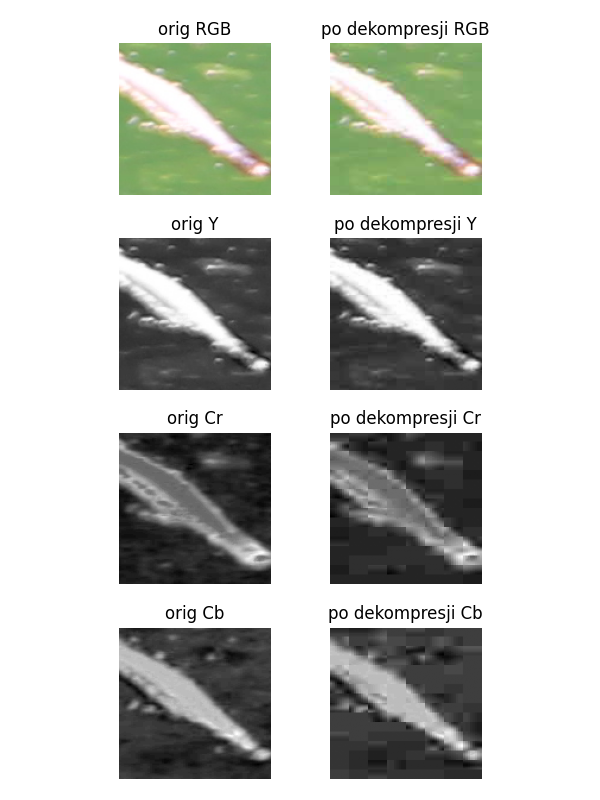 orig RGB
po dekompresji RGB
orig Y
po dekompresji Y
orig Cr
po dekompresji Cr
orig Cb
po dekompresji Cb